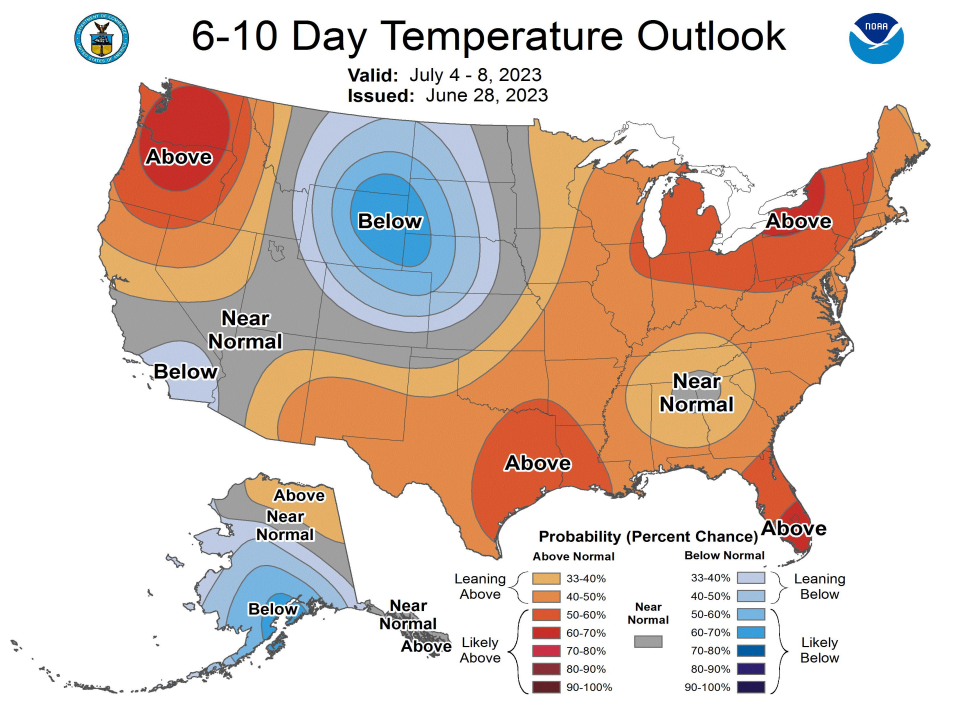 6-10 Day Temperature Outlook
NOAA
Valid: July 4 - 8, 2023
Issued: June 28, 2023
Above
Below
Above
Near
Normal
Below
Near
Normal
Above
Above
Above
Near
Normal
Below
Near
Normal
Above
Probability (Percent Chance)
Above Normal
Below Normal
Leaning
Above
33-40%
40-50%
50-60%
60-70%
70-80%
80-90%
90-100%
Likely
Above
Near
Normal
33-40%
40-50%
50-60%
60-70%
70-80%
80-90%
90-100%
Leaning
Below
Likely
Below